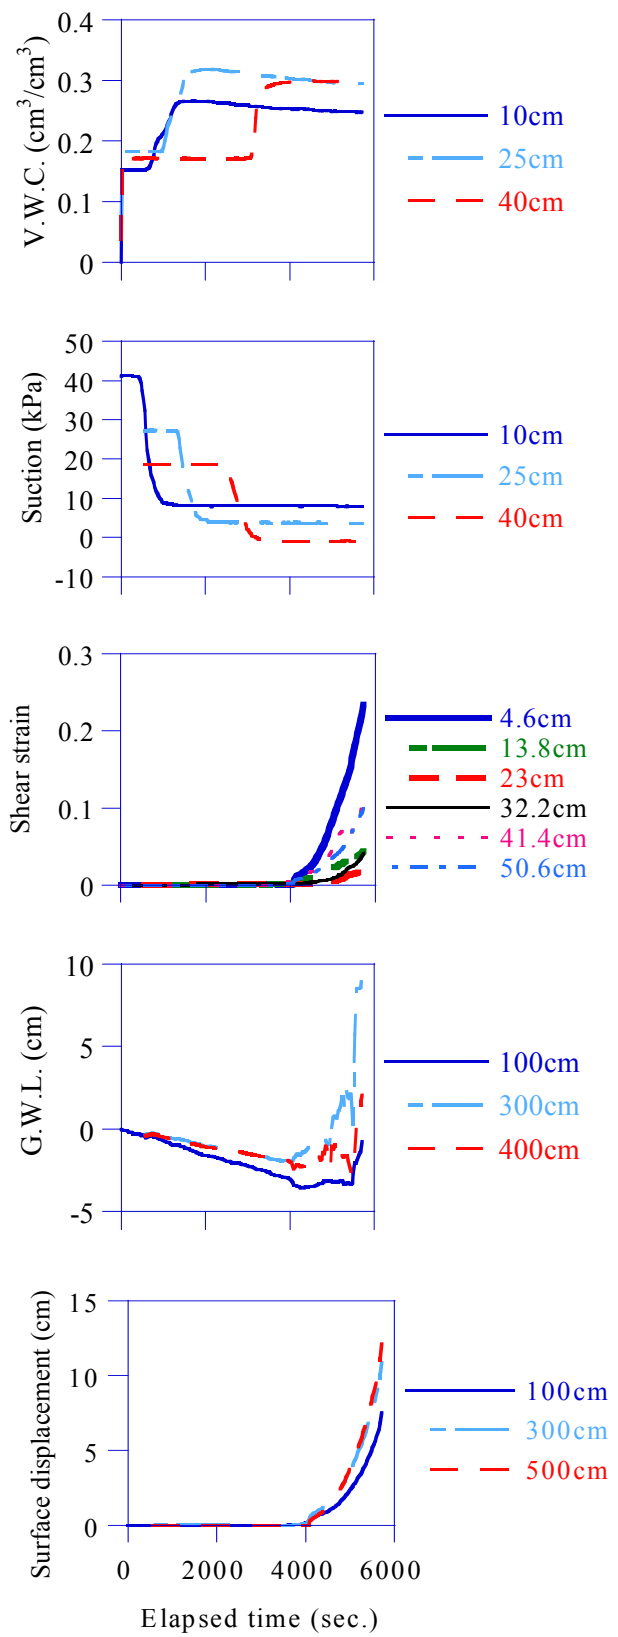 0.4
0.3
0.2
0.1
0
V.W.C. (cm³/cm³)
10cm
25cm
40cm
50
40
30
20
10
0
-10
Suction (kPa)
10cm
25cm
40cm
0.3
0.2
0.1
0
Shear strain
4.6cm
13.8cm
23cm
32.2cm
41.4cm
50.6cm
10
5
0
-5
G.W.L. (cm)
100cm
300cm
400cm
15
10
5
0
Surface displacement (cm)
100cm
300cm
500cm
0 2000 4000 6000
Elapsed time (sec.)